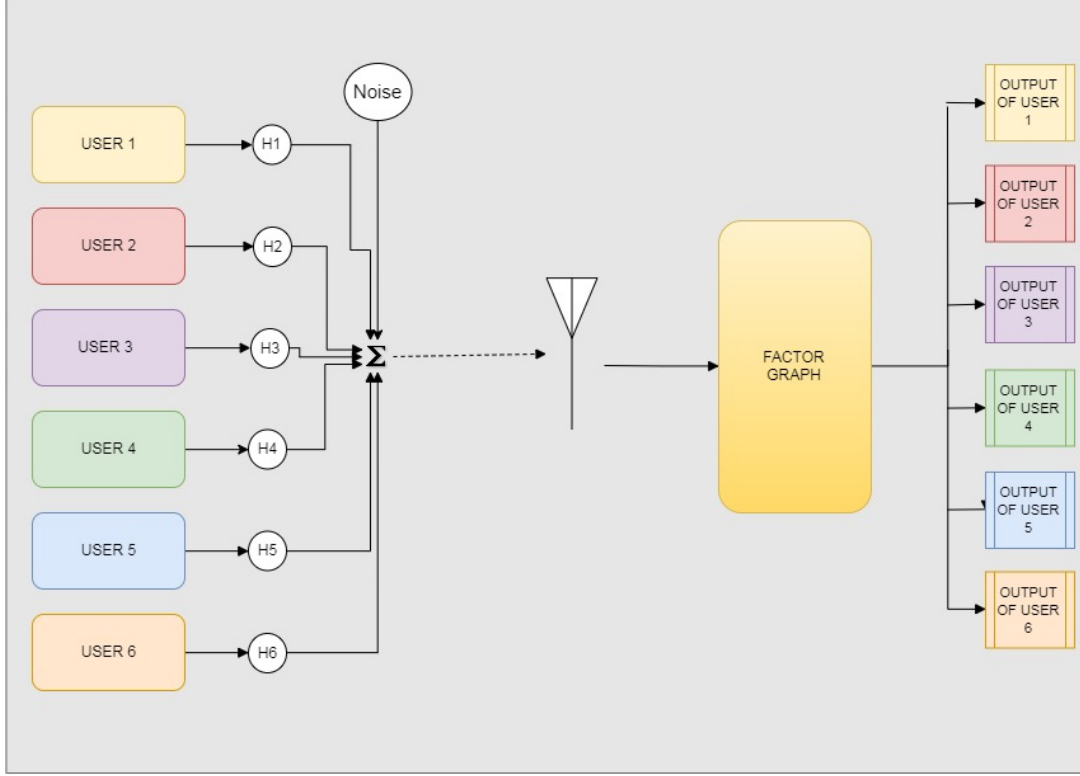 Noise
USER 1
H1
USER 2
H2
USER 3
H3
Σ
USER 4
H4
USER 5
H5
USER 6
H6
FACTOR
GRAPH
OUTPUT
OF USER
1
OUTPUT
OF USER
2
OUTPUT
OF USER
3
OUTPUT
OF USER
4
OUTPUT
OF USER
5
OUTPUT
OF USER
6